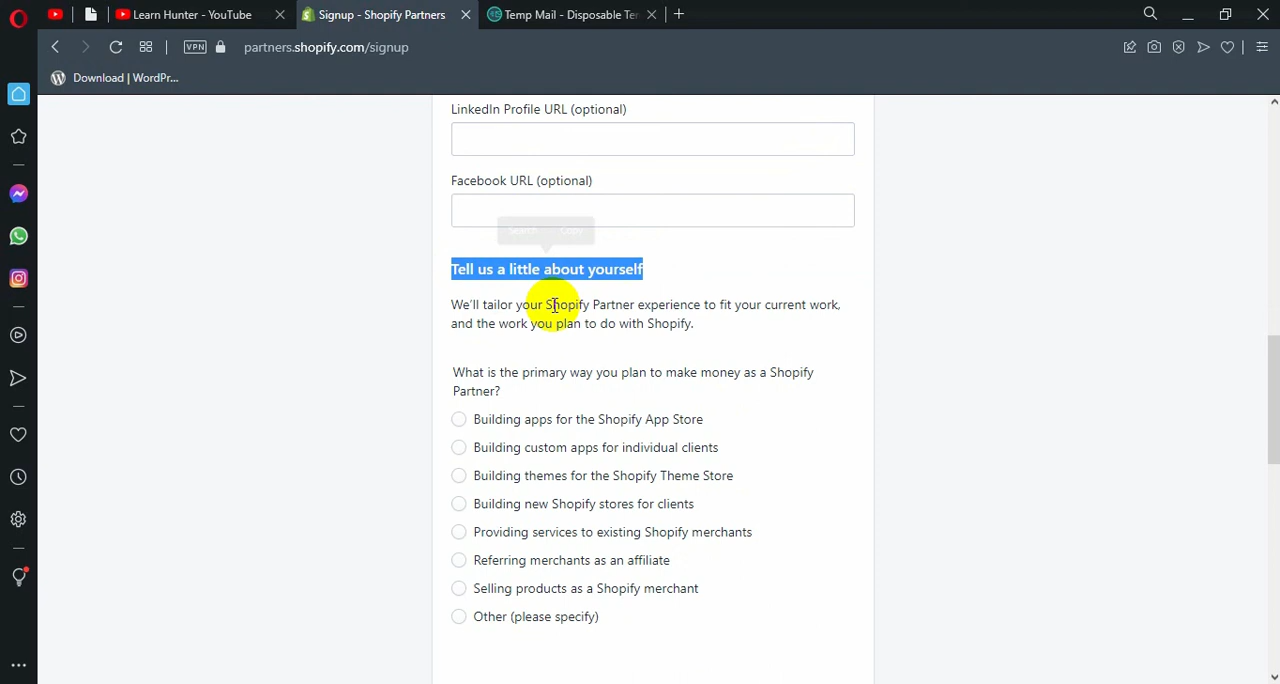 Learn Hunter - YouTube
Signup - Shopify Partners
Temp Mail - Disposable Te
VPN
partners.shopify.com/signup
Download | WordPr...
LinkedIn Profile URL (optional)
Facebook URL (optional)
Search Copy
Tell us a little about yourself
We'll tailor your Shopify Partner experience to fit your current work,
and the work you plan to do with Shopify.
What is the primary way you plan to make money as a Shopify
Partner?
Building apps for the Shopify App Store
Building custom apps for individual clients
Building themes for the Shopify Theme Store
Building new Shopify stores for clients
Providing services to existing Shopify merchants
Referring merchants as an affiliate
Selling products as a Shopify merchant
Other (please specify)